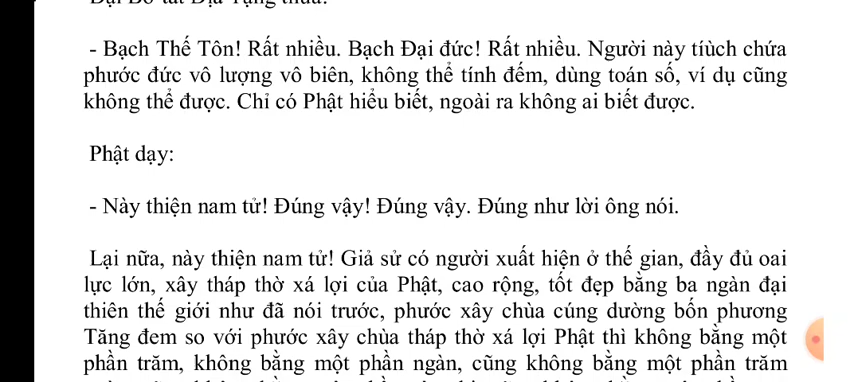 - Bạch Thế Tôn! Rất nhiều. Bạch Đại đức! Rất nhiều. Người này tíùch chứa
phước đức vô lượng vô biên, không thể tính đếm, dùng toán số, ví dụ cũng
không thể được. Chỉ có Phật hiểu biết, ngoài ra không ai biết được.
Phật dạy:
- Này thiện nam tử! Đúng vậy! Đúng vậy. Đúng như lời ông nói.
Lại nữa, này thiện nam tử! Giả sử có người xuất hiện ở thế gian, đầy đủ oai
lực lớn, xây tháp thờ xá lợi của Phật, cao rộng, tốt đẹp bằng ba ngàn đại
thiên thế giới như đã nói trước, phước xây chùa cúng dường bốn phương
Tăng đem so với phước xây chùa tháp thờ xá lợi Phật thì không bằng một
phần trăm, không bằng một phần ngàn, cũng không bằng một phần trăm